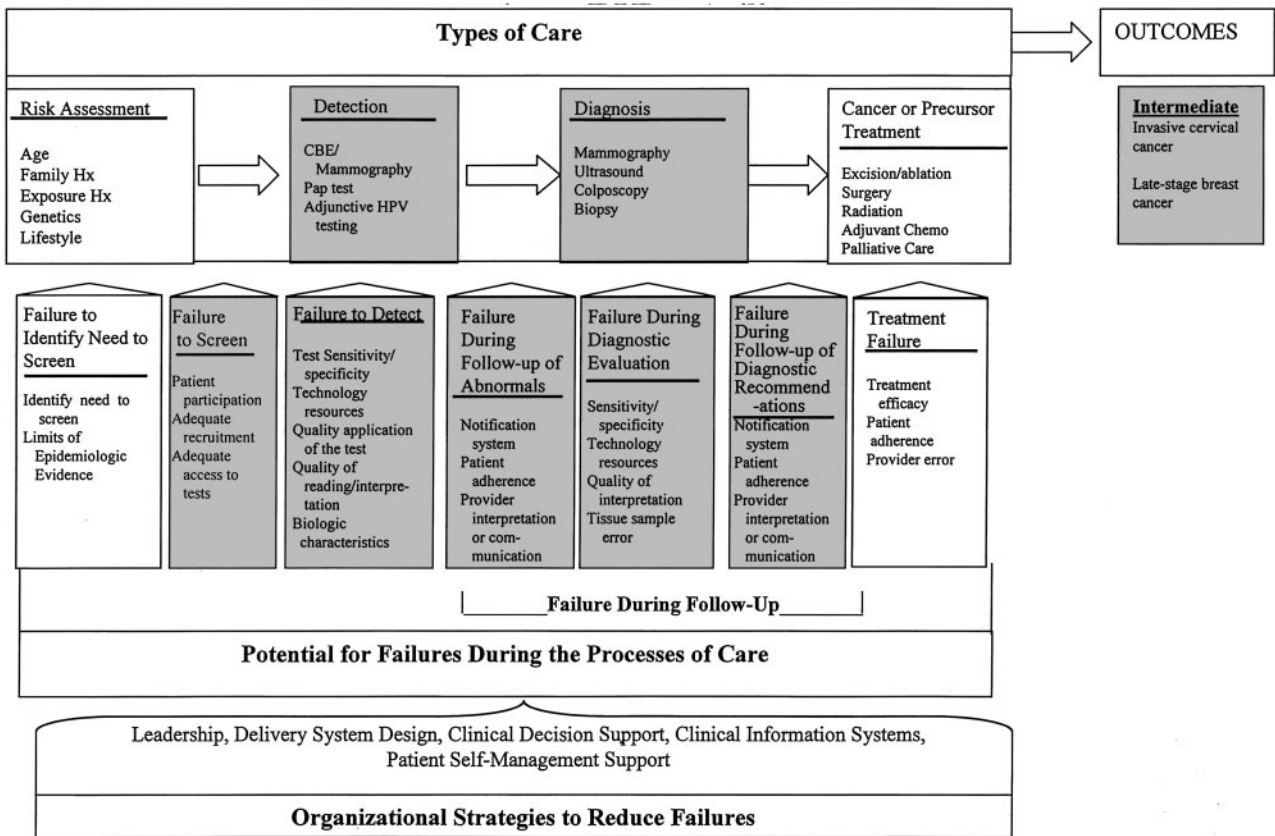 Types of Care
OUTCOMES
Risk Assessment
Age
Family Hx
Exposure Hx
Genetics
Lifestyle
Detection
CBE/
Mammography
Pap test
Adjunctive HPV
testing
Diagnosis
Mammography
Ultrasound
Colposcopy
Biopsy
Cancer or Precursor
Treatment
Excision/ablation
Surgery
Radiation
Adjuvant Chemo
Palliative Care
Intermediate
Invasive cervical
cancer
Late-stage breast
cancer
Failure to
Identify Need to
Screen
Identify need to
screen
Limits of
Epidemiologic
Evidence
Failure
to Screen
Patient
participation
Adequate
recruitment
Adequate
access to
tests
Failure to Detect
Test Sensitivity/
specificity
Technology
resources
Quality application
of the test
Quality of
reading/interpre-
tation
Biologic
characteristics
Failure
During
Follow-up of
Abnormals
Notification
system
Patient
adherence
Provider
interpretation
or com-
munication
Failure During
Diagnostic
Evaluation
Sensitivity/
specificity
Technology
resources
Quality of
interpretation
Tissue sample
error
Failure
During
Follow-up of
Diagnostic
Recommend
-ations
Notification
system
Patient
adherence
Provider
interpretation
or com-
munication
Treatment
Failure
Treatment
efficacy
Patient
adherence
Provider error
Failure During Follow-Up
Potential for Failures During the Processes of Care
Leadership, Delivery System Design, Clinical Decision Support, Clinical Information Systems,
Patient Self-Management Support
Organizational Strategies to Reduce Failures